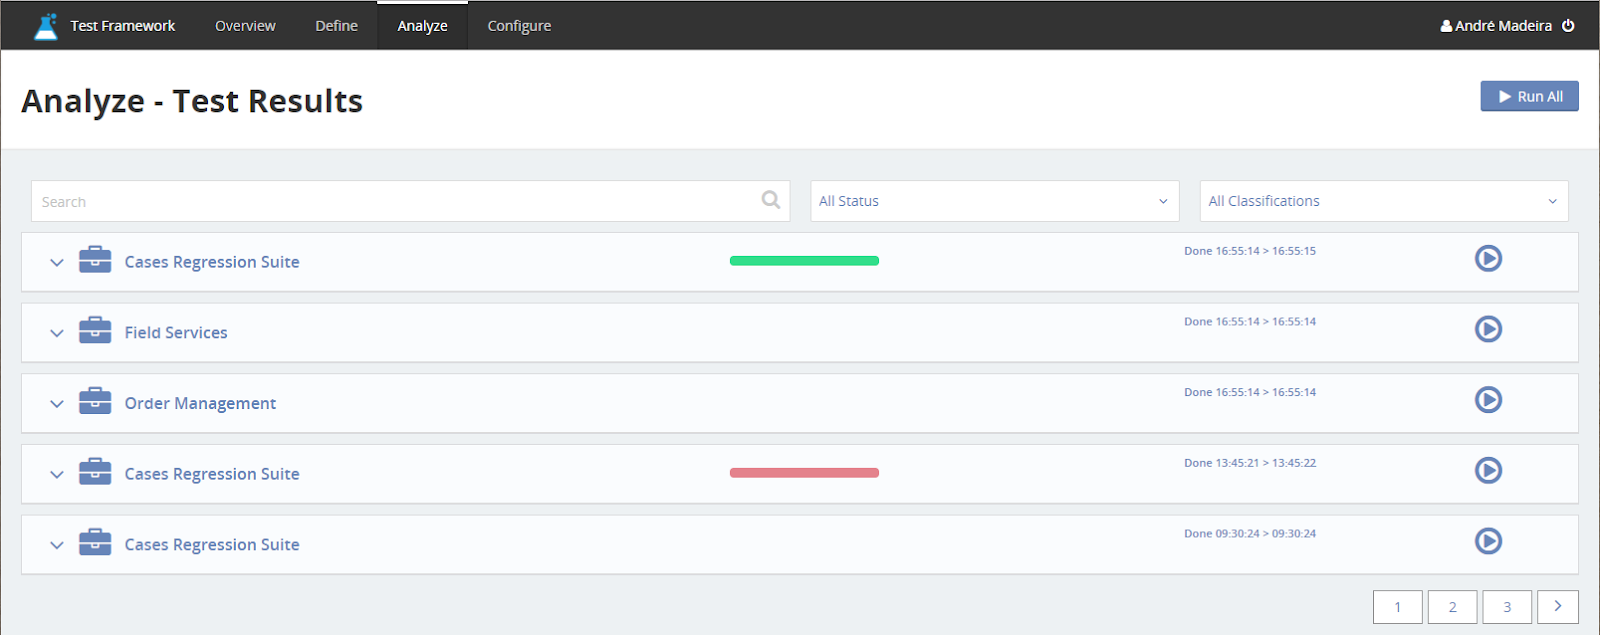 Test Framework Overview Define Analyze Configure André Madeira
Analyze - Test Results
Run All
Search All Status All Classifications
Cases Regression Suite Done 16:55:14 > 16:55:15
Field Services Done 16:55:14 > 16:55:14
Order Management Done 16:55:14 > 16:55:14
Cases Regression Suite Done 13:45:21 > 13:45:22
Cases Regression Suite Done 09:30:24 > 09:30:24
1 2 3